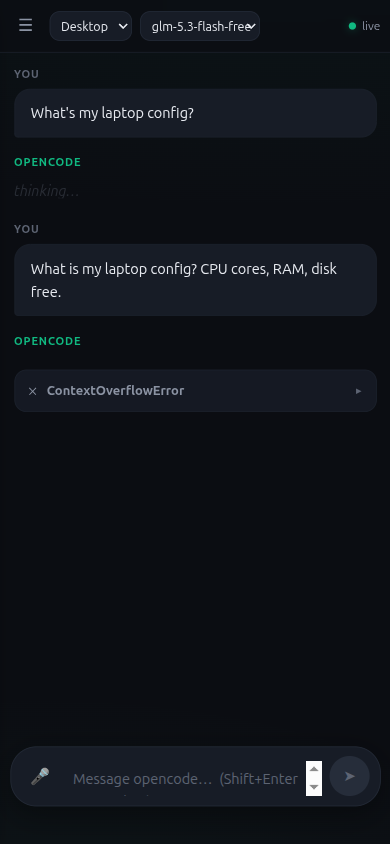 ☰ Desktop glm-5.3-flash-free live
YOU
What's my laptop config?
OPENCODE
thinking...
YOU
What is my laptop config? CPU cores, RAM, disk
free.
OPENCODE
× ContextOverflowError ▸
Message opencode... (Shift+Enter